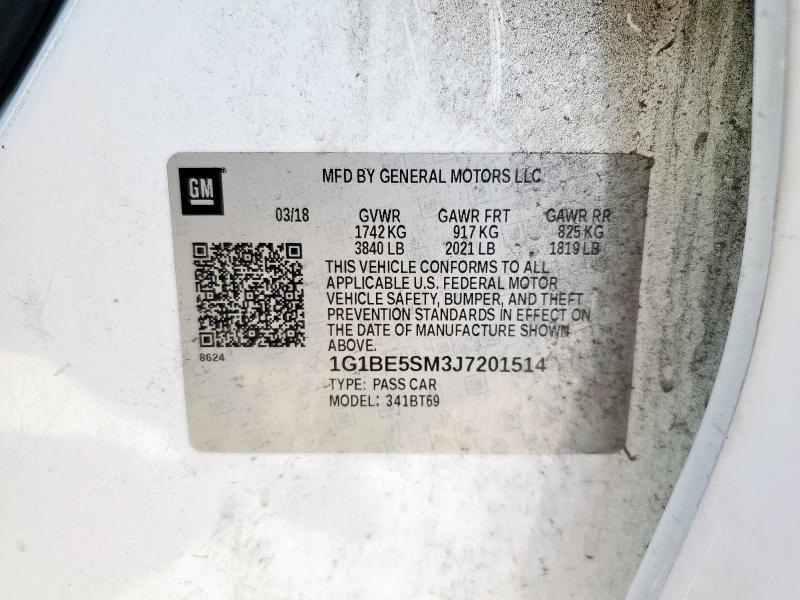 GM
MFD BY GENERAL MOTORS LLC
03/18 GVWR GAWR FRT GAWR RR
1742 KG 917 KG 825 KG
3840 LB 2021 LB 1819 LB
THIS VEHICLE CONFORMS TO ALL
APPLICABLE U.S. FEDERAL MOTOR
VEHICLE SAFETY, BUMPER, AND THEFT
PREVENTION STANDARDS IN EFFECT ON
THE DATE OF MANUFACTURE SHOWN
ABOVE.
8624
1G1BE5SM3J7201514
TYPE: PASS CAR
MODEL: 341BT69